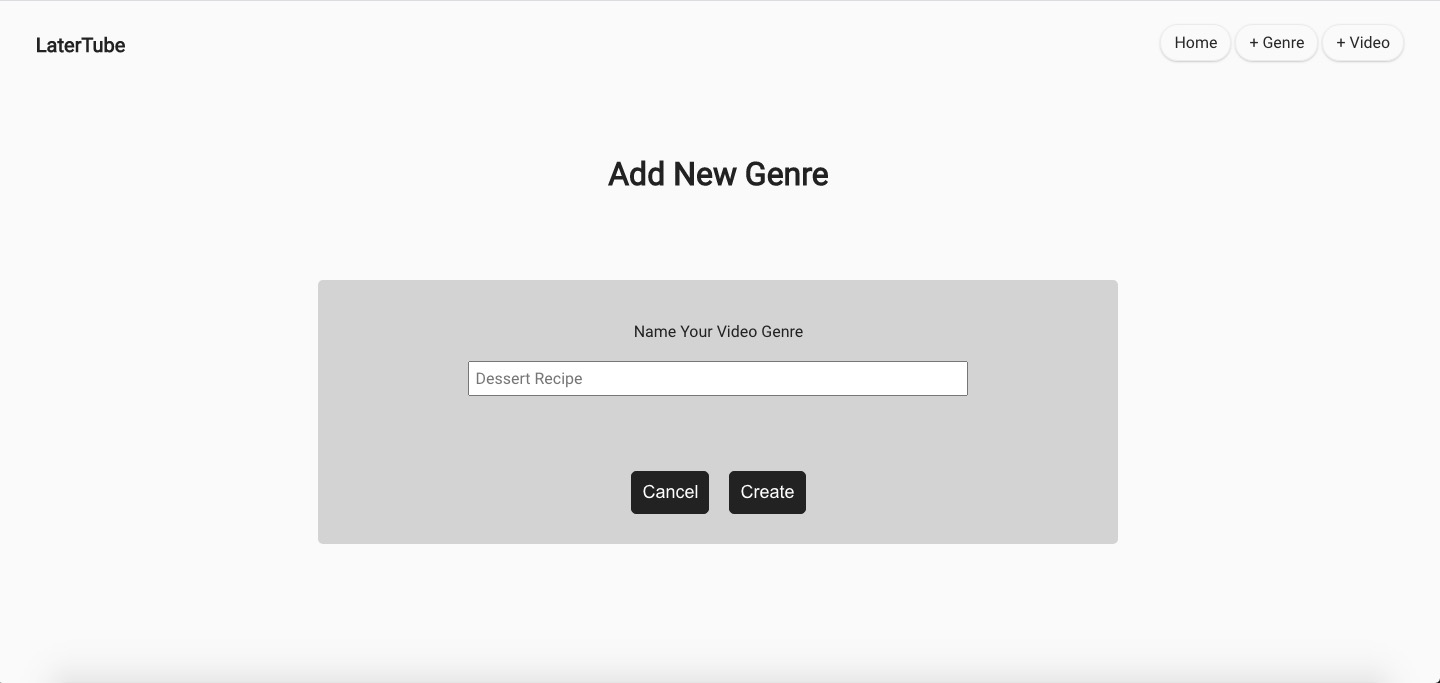 LaterTube
Home
+ Genre
+ Video
Add New Genre
Name Your Video Genre
Dessert Recipe
Cancel
Create